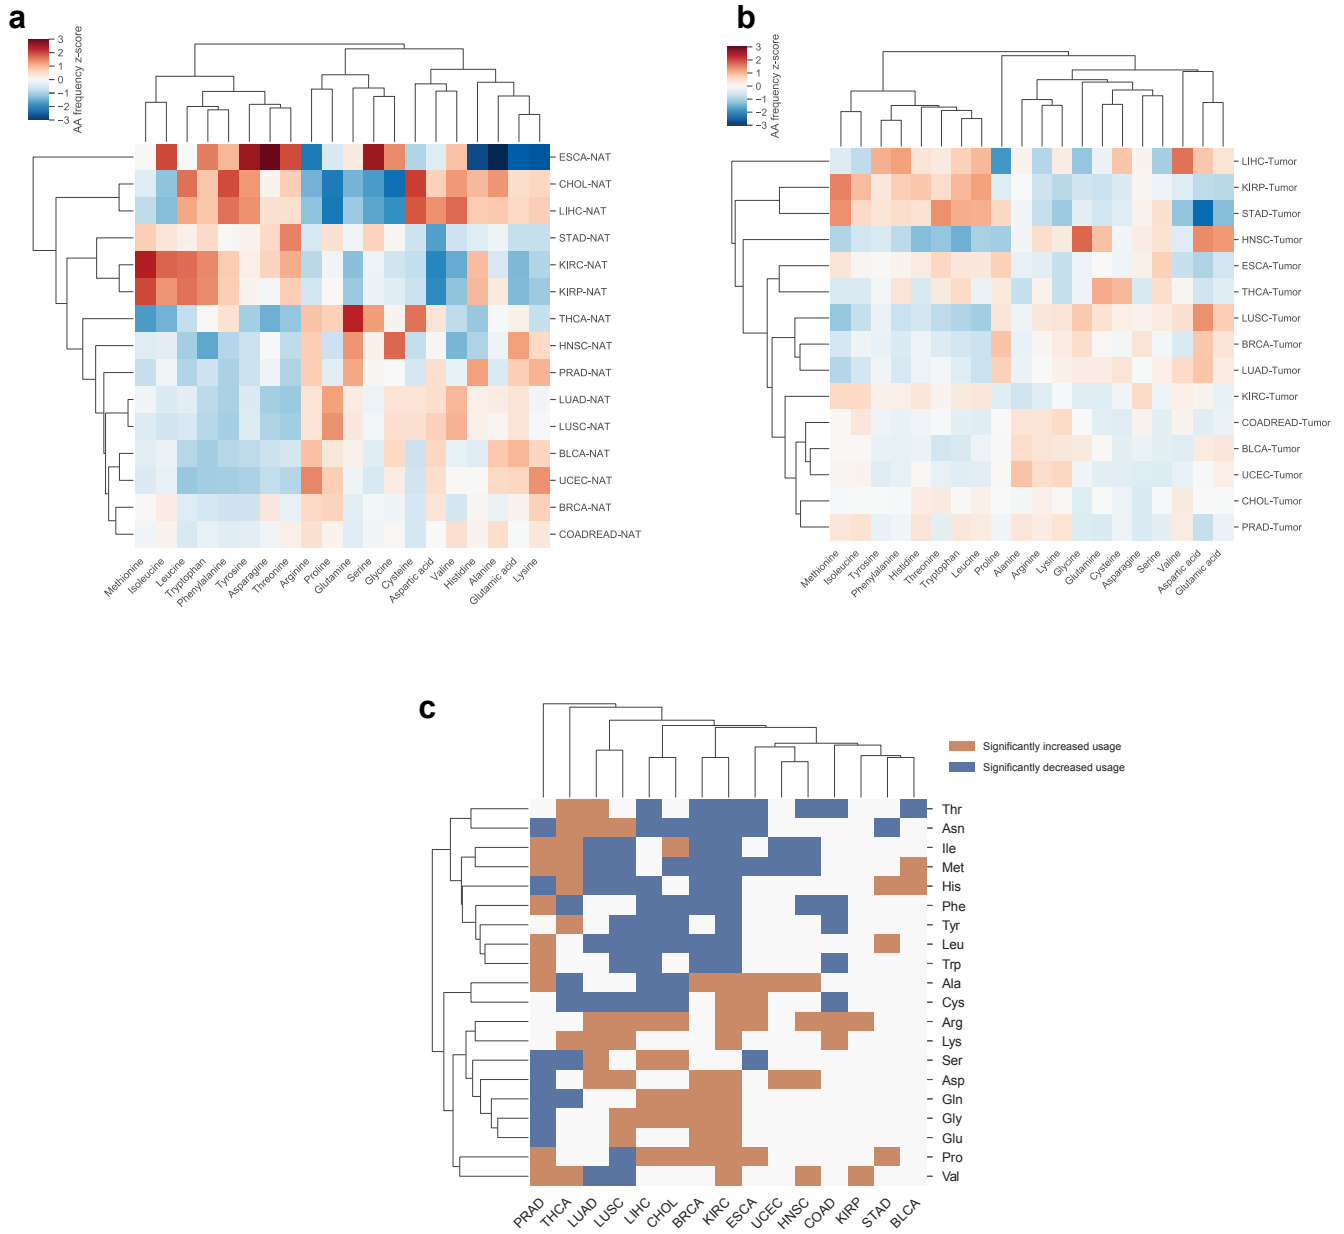 a
3
2
1
0
−1
−2
−3
AA frequency z-score
ESCA-NAT
CHOL-NAT
LIHC-NAT
STAD-NAT
KIRC-NAT
KIRP-NAT
THCA-NAT
HNSC-NAT
PRAD-NAT
LUAD-NAT
LUSC-NAT
BLCA-NAT
UCEC-NAT
BRCA-NAT
COADREAD-NAT
Methionine
Isoleucine
Leucine
Tryptophan
Phenylalanine
Tyrosine
Asparagine
Threonine
Arginine
Proline
Glutamine
Serine
Glycine
Cysteine
Aspartic acid
Valine
Histidine
Alanine
Glutamic acid
Lysine
b
3
2
1
0
−1
−2
−3
AA frequency z-score
LIHC-Tumor
KIRP-Tumor
STAD-Tumor
HNSC-Tumor
ESCA-Tumor
THCA-Tumor
LUSC-Tumor
BRCA-Tumor
LUAD-Tumor
KIRC-Tumor
COADREAD-Tumor
BLCA-Tumor
UCEC-Tumor
CHOL-Tumor
PRAD-Tumor
Methionine
Isoleucine
Tyrosine
Phenylalanine
Histidine
Threonine
Tryptophan
Leucine
Proline
Alanine
Arginine
Lysine
Glycine
Glutamine
Cysteine
Asparagine
Serine
Valine
Aspartic acid
Glutamic acid
c
Significantly increased usage
Significantly decreased usage
Thr
Asn
Ile
Met
His
Phe
Tyr
Leu
Trp
Ala
Cys
Arg
Lys
Ser
Asp
Gln
Gly
Glu
Pro
Val
PRAD
THCA
LUAD
LUSC
LIHC
CHOL
BRCA
KIRC
ESCA
UCEC
HNSC
COAD
KIRP
STAD
BLCA